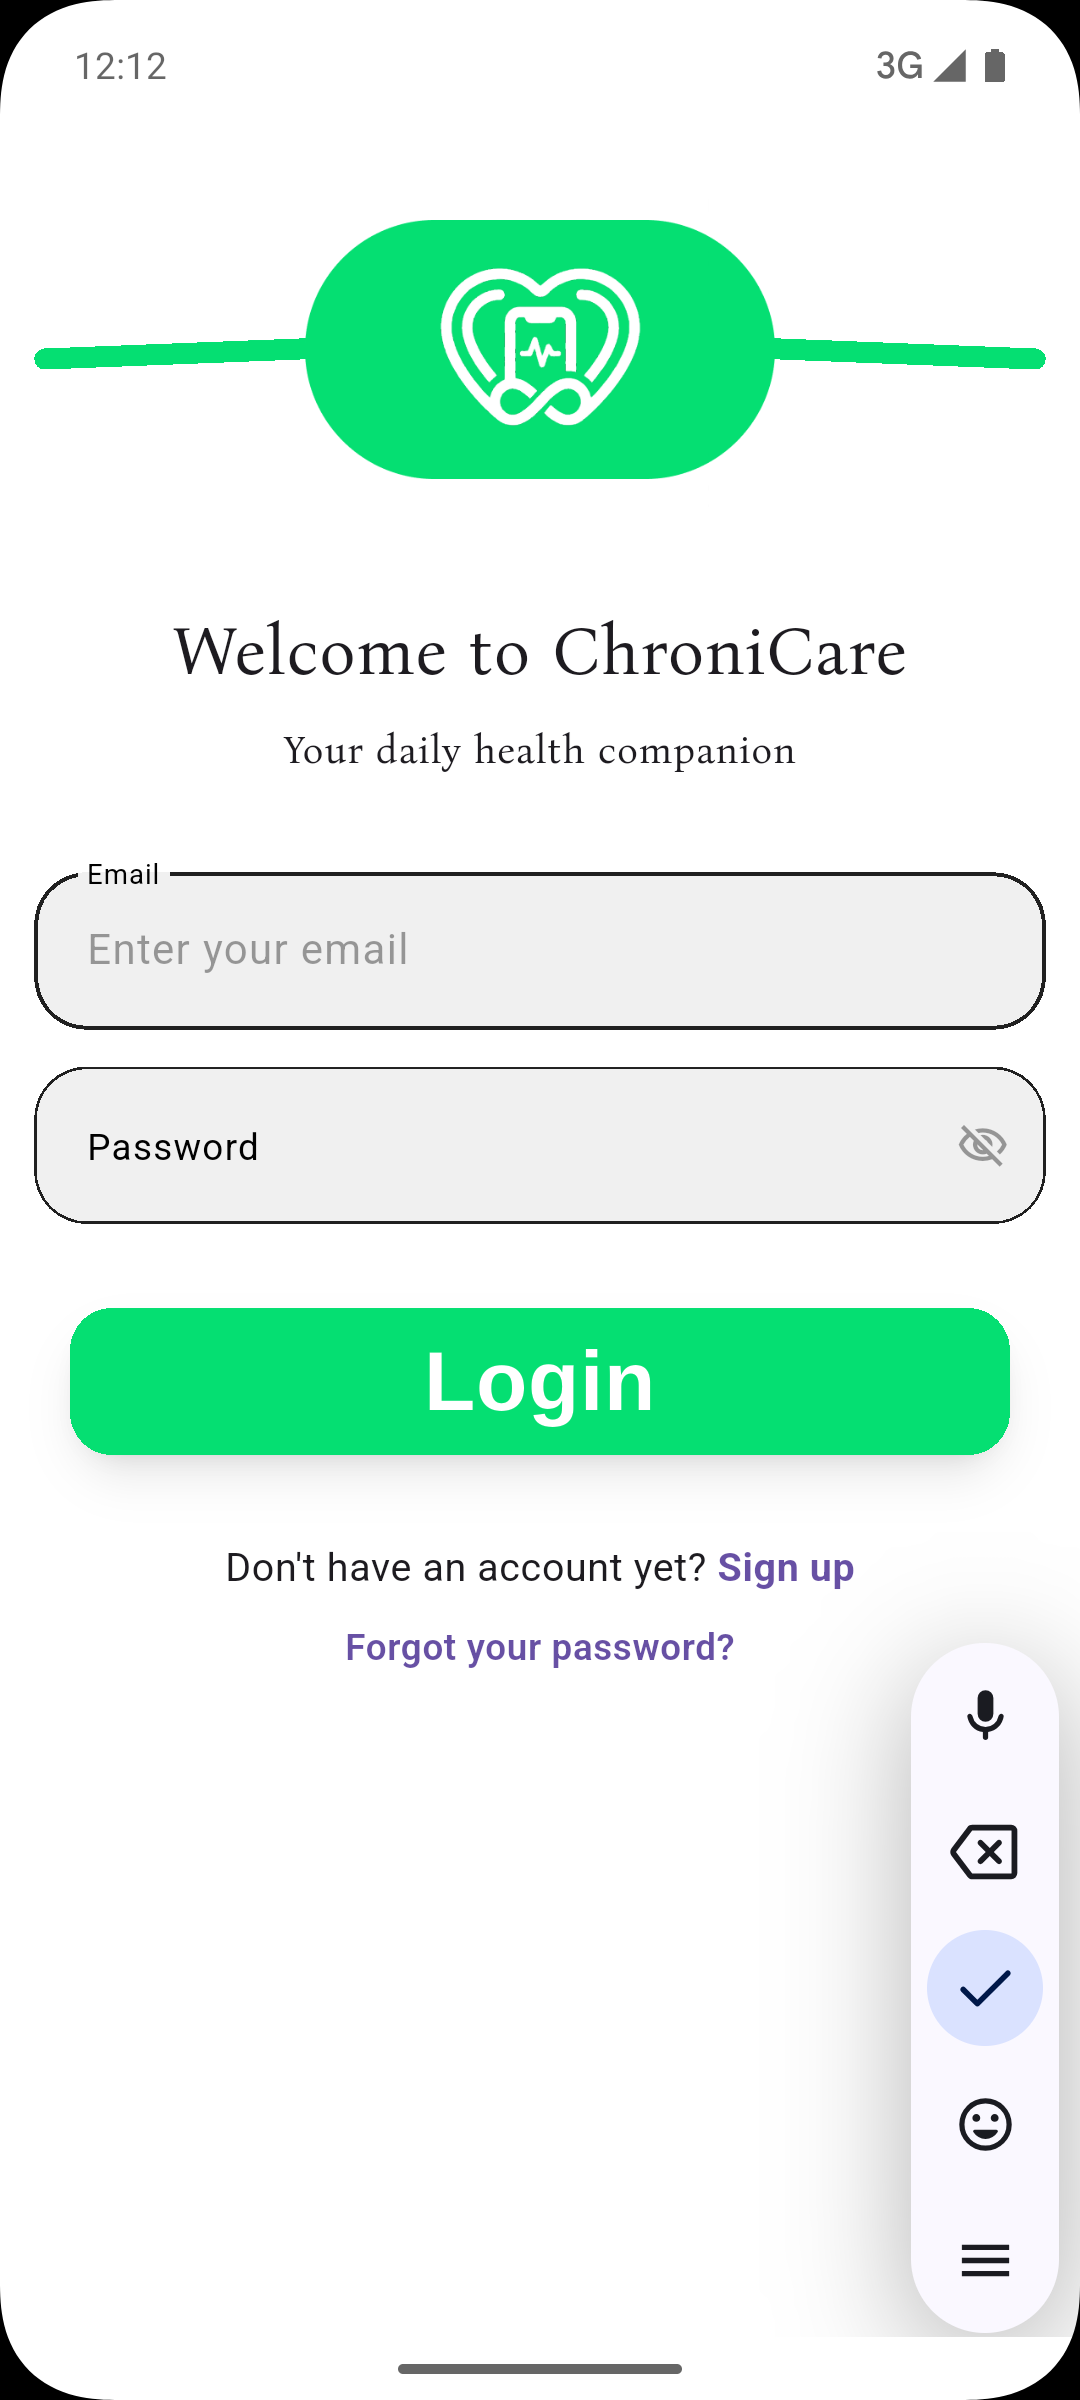 12:12
3G
Welcome to ChroniCare
Your daily health companion
Email
Enter your email
Password
Login
Don't have an account yet? Sign up
Forgot your password?